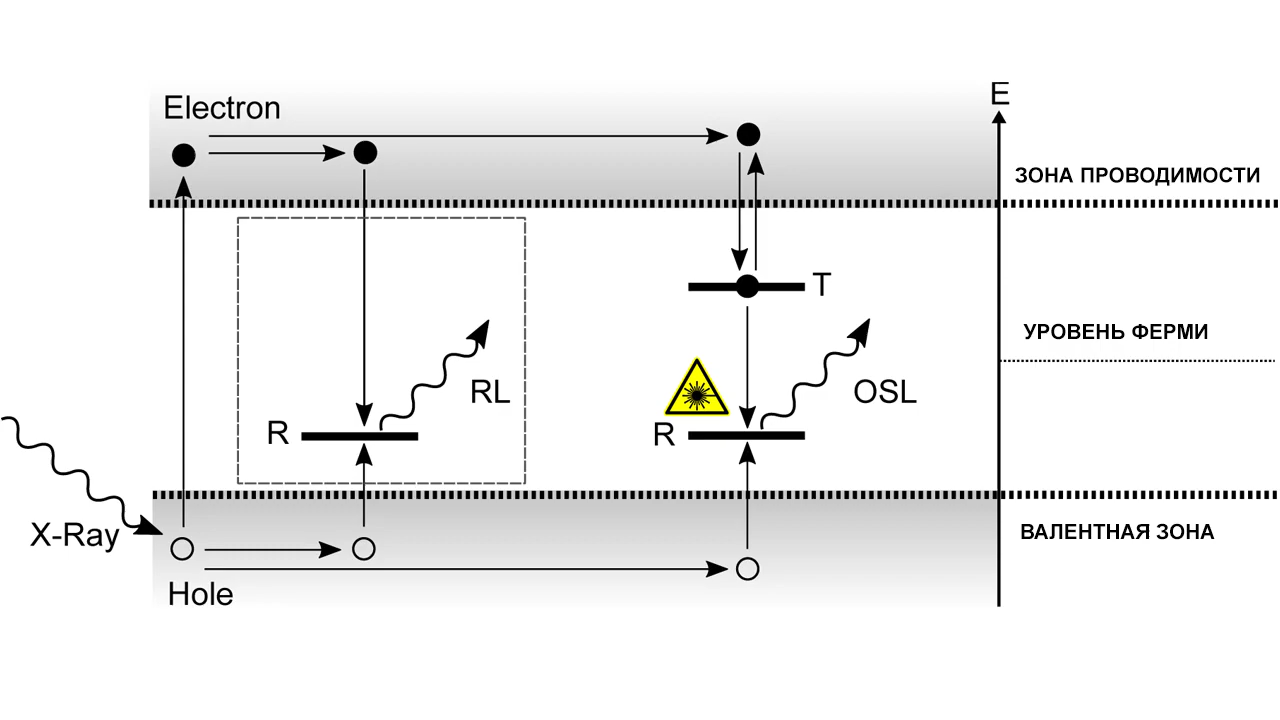 Electron
E
ЗОНА ПРОВОДИМОСТИ
T
УРОВЕНЬ ФЕРМИ
RL
OSL
R
R
X-Ray
ВАЛЕНТНАЯ ЗОНА
Hole